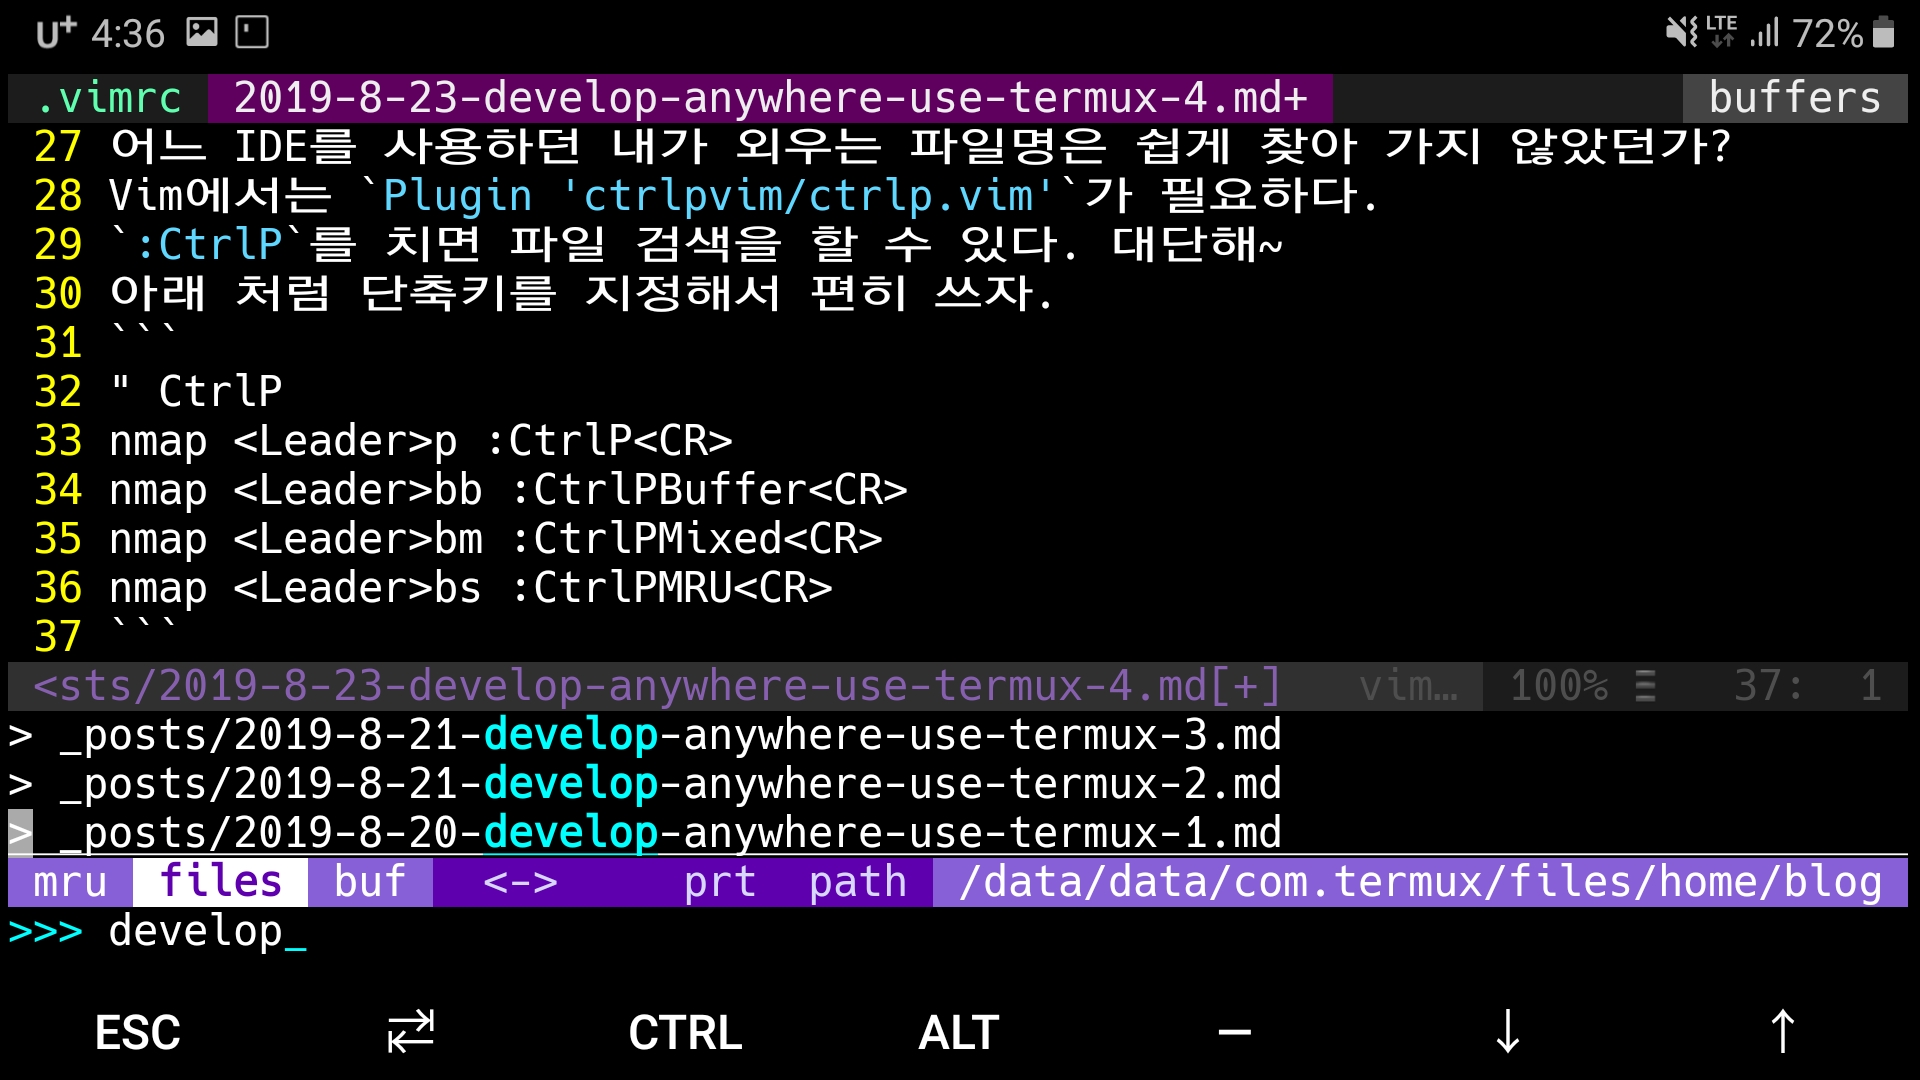 U+ 4:36 LTE 72%
.vimrc 2019-8-23-develop-anywhere-use-termux-4.md+ buffers
27 어느 IDE를 사용하던 내가 외우는 파일명은 쉽게 찾아 가지 않았던가?
28 Vim에서는 `Plugin 'ctrlpvim/ctrlp.vim'`가 필요하다.
29 `:CtrlP`를 치면 파일 검색을 할 수 있다. 대단해~
30 아래 처럼 단축키를 지정해서 편히 쓰자.
31 ```
32 " CtrlP
33 nmap <Leader>p :CtrlP<CR>
34 nmap <Leader>bb :CtrlPBuffer<CR>
35 nmap <Leader>bm :CtrlPMixed<CR>
36 nmap <Leader>bs :CtrlPMRU<CR>
37 ```
<sts/2019-8-23-develop-anywhere-use-termux-4.md[+] vim… 100% ☰ 37: 1
> _posts/2019-8-21-develop-anywhere-use-termux-3.md
> _posts/2019-8-21-develop-anywhere-use-termux-2.md
> _posts/2019-8-20-develop-anywhere-use-termux-1.md
mru files buf <-> prt path /data/data/com.termux/files/home/blog
>>> develop_
ESC ⇄ CTRL ALT — ↓ ↑